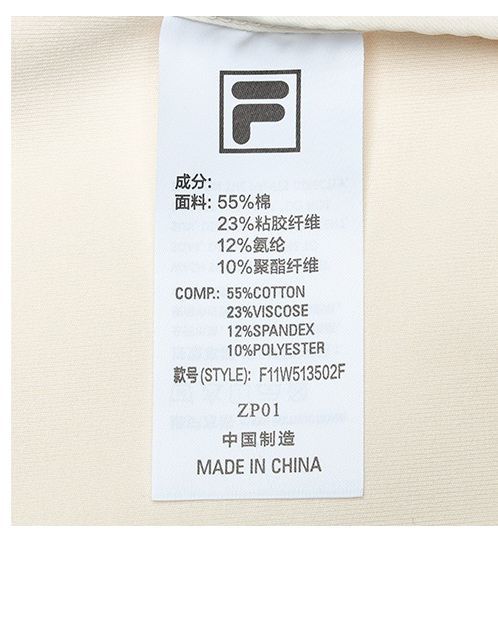 F
成分:
面料: 55%棉
23%粘胶纤维
12%氨纶
10%聚酯纤维
COMP.: 55%COTTON
23%VISCOSE
12%SPANDEX
10%POLYESTER
款号(STYLE): F11W513502F
ZP01
中国制造
MADE IN CHINA